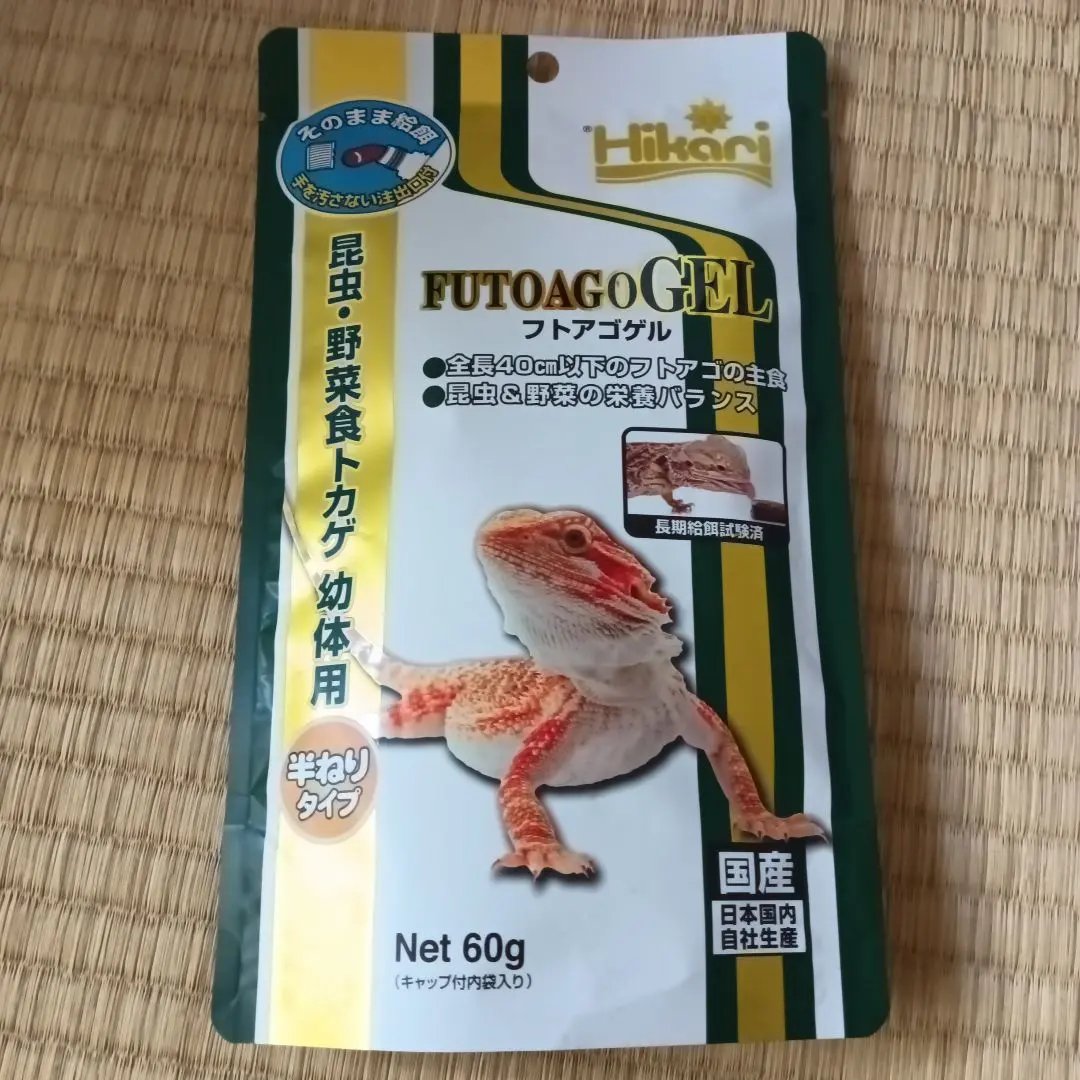 そのまま給餌
手を汚さない注出口付
® Hikari
昆虫・野菜食トカゲ 幼体用
FUTOAGOGEL
フトアゴゲル
●全長40㎝以下のフトアゴの主食
●昆虫&野菜の栄養バランス
長期給餌試験済
半ねり
タイプ
国産
日本国内
自社生産
Net 60g
(キャップ付内袋入り)